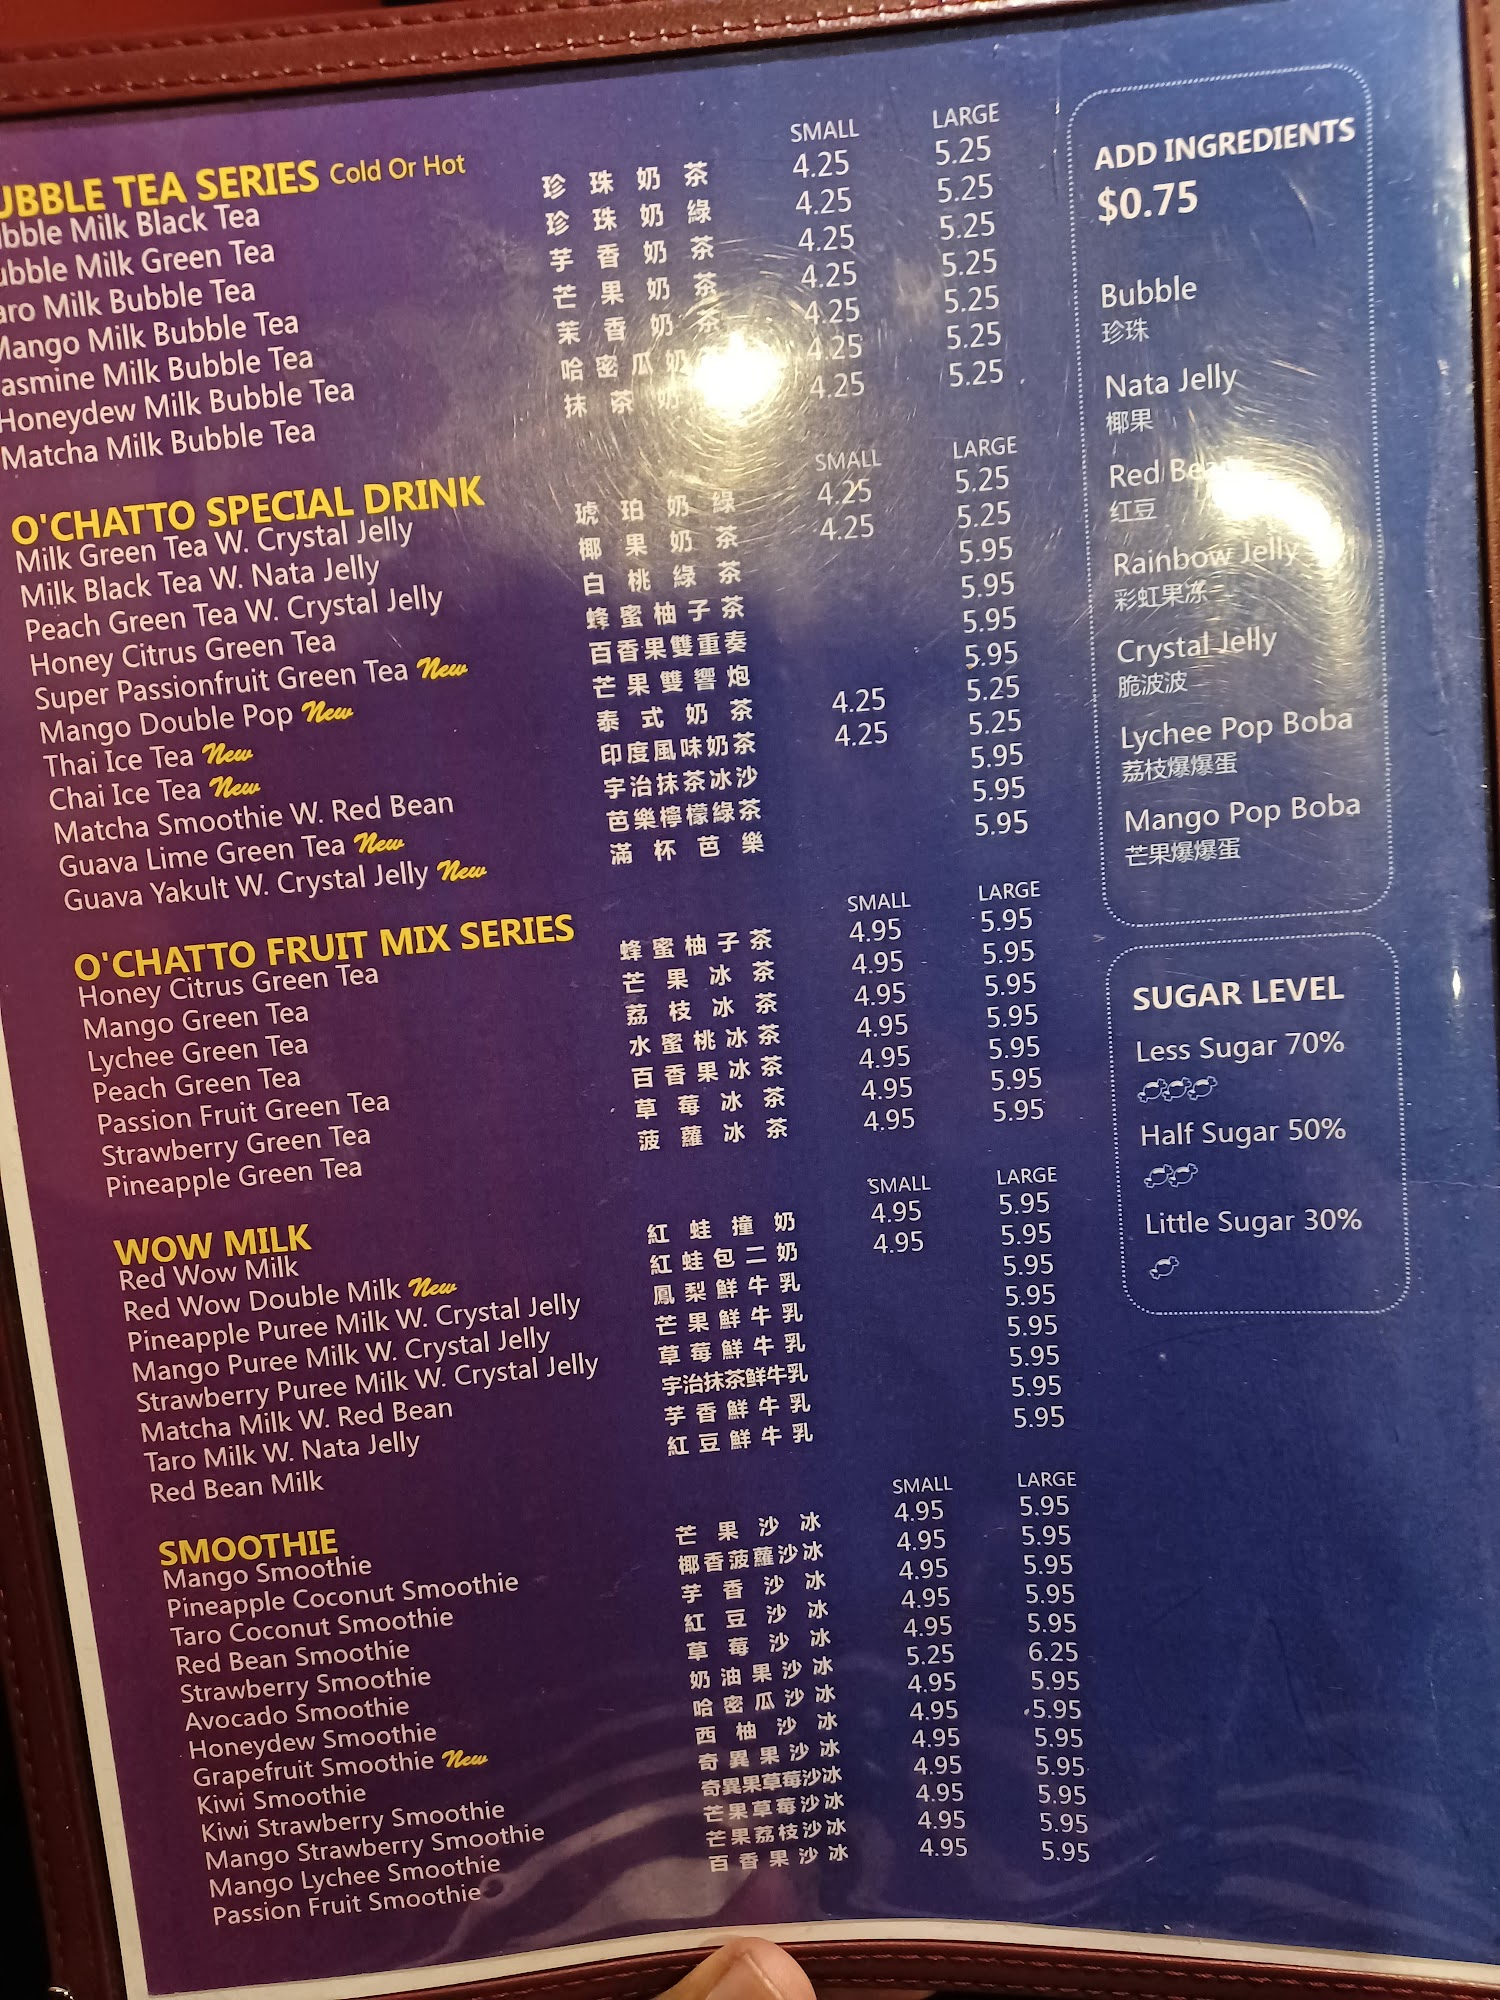 UBBLE TEA SERIES Cold Or Hot SMALL LARGE
bble Milk Black Tea 珍珠奶茶 4.25 5.25
ubble Milk Green Tea 珍珠奶綠 4.25 5.25
aro Milk Bubble Tea 芋香奶茶 4.25 5.25
Mango Milk Bubble Tea 芒果奶茶 4.25 5.25
asmine Milk Bubble Tea 茉香奶茶 4.25 5.25
Honeydew Milk Bubble Tea 哈密瓜奶 4.25 5.25
Matcha Milk Bubble Tea 抹茶奶 4.25 5.25
O'CHATTO SPECIAL DRINK SMALL LARGE
Milk Green Tea W. Crystal Jelly 琥珀奶綠 4.25 5.25
Milk Black Tea W. Nata Jelly 椰果奶茶 4.25 5.25
Peach Green Tea W. Crystal Jelly 白桃綠茶 5.95
Honey Citrus Green Tea 蜂蜜柚子茶 5.95
Super Passionfruit Green Tea New 百香果雙重奏 5.95
Mango Double Pop New 芒果雙響炮 5.95
Thai Ice Tea New 泰式奶茶 4.25 5.25
Chai Ice Tea New 印度風味奶茶 4.25 5.25
Matcha Smoothie W. Red Bean 宇治抹茶冰沙 5.95
Guava Lime Green Tea New 芭樂檸檬綠茶 5.95
Guava Yakult W. Crystal Jelly New 滿杯芭樂 5.95
O'CHATTO FRUIT MIX SERIES SMALL LARGE
Honey Citrus Green Tea 蜂蜜柚子茶 4.95 5.95
Mango Green Tea 芒果冰茶 4.95 5.95
Lychee Green Tea 荔枝冰茶 4.95 5.95
Peach Green Tea 水蜜桃冰茶 4.95 5.95
Passion Fruit Green Tea 百香果冰茶 4.95 5.95
Strawberry Green Tea 草莓冰茶 4.95 5.95
Pineapple Green Tea 菠蘿冰茶 4.95 5.95
WOW MILK SMALL LARGE
Red Wow Milk 紅蛙撞奶 4.95 5.95
Red Wow Double Milk New 紅蛙包二奶 4.95 5.95
Pineapple Puree Milk W. Crystal Jelly 鳳梨鮮牛乳 5.95
Mango Puree Milk W. Crystal Jelly 芒果鮮牛乳 5.95
Strawberry Puree Milk W. Crystal Jelly 草莓鮮牛乳 5.95
Matcha Milk W. Red Bean 宇治抹茶鮮牛乳 5.95
Taro Milk W. Nata Jelly 芋香鮮牛乳 5.95
Red Bean Milk 紅豆鮮牛乳 5.95
SMOOTHIE SMALL LARGE
Mango Smoothie 芒果沙冰 4.95 5.95
Pineapple Coconut Smoothie 椰香菠蘿沙冰 4.95 5.95
Taro Coconut Smoothie 芋香沙冰 4.95 5.95
Red Bean Smoothie 紅豆沙冰 4.95 5.95
Strawberry Smoothie 草莓沙冰 4.95 5.95
Avocado Smoothie 奶油果沙冰 5.25 6.25
Honeydew Smoothie 哈密瓜沙冰 4.95 5.95
Grapefruit Smoothie New 西柚沙冰 4.95 5.95
Kiwi Smoothie 奇異果沙冰 4.95 5.95
Kiwi Strawberry Smoothie 奇異果草莓沙冰 4.95 5.95
Mango Strawberry Smoothie 芒果草莓沙冰 4.95 5.95
Mango Lychee Smoothie 芒果荔枝沙冰 4.95 5.95
Passion Fruit Smoothie 百香果沙冰 4.95 5.95
ADD INGREDIENTS
$0.75
Bubble
珍珠
Nata Jelly
椰果
Red
红豆
Rainbow Jelly
彩虹果冻
Crystal Jelly
脆波波
Lychee Pop Boba
荔枝爆爆蛋
Mango Pop Boba
芒果爆爆蛋
SUGAR LEVEL
Less Sugar 70%
Half Sugar 50%
Little Sugar 30%